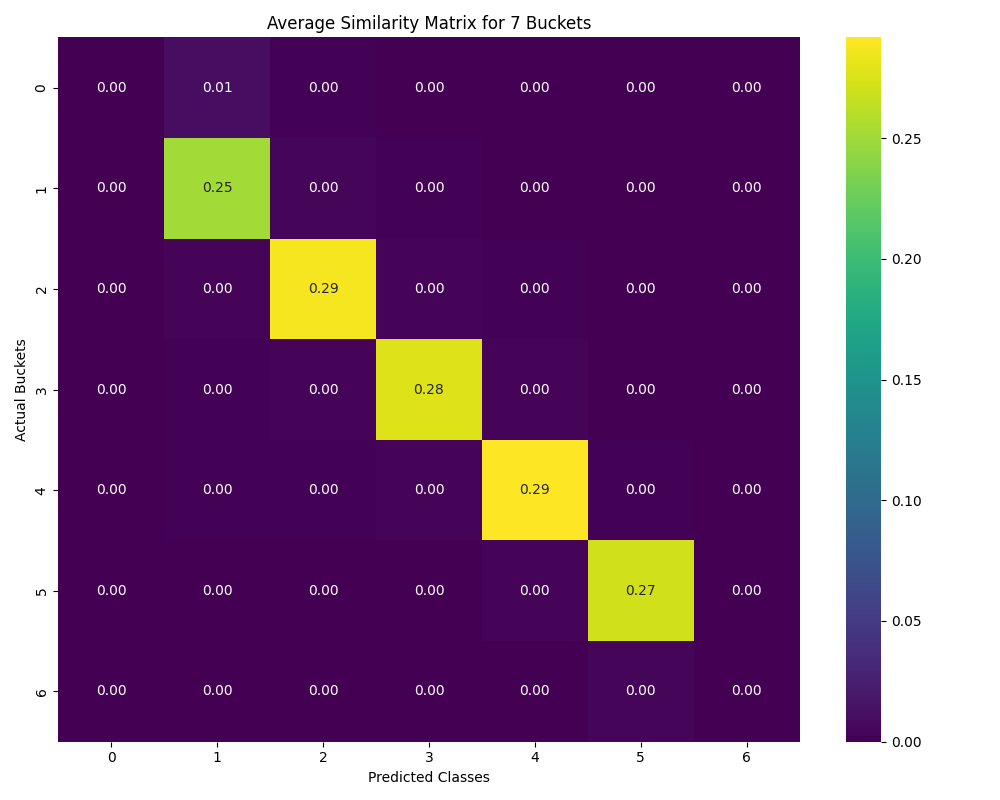 Average Similarity Matrix for 7 Buckets
0 0.00 0.01 0.00 0.00 0.00 0.00 0.00
1 0.00 0.25 0.00 0.00 0.00 0.00 0.00
2 0.00 0.00 0.29 0.00 0.00 0.00 0.00
3 0.00 0.00 0.00 0.28 0.00 0.00 0.00
4 0.00 0.00 0.00 0.00 0.29 0.00 0.00
5 0.00 0.00 0.00 0.00 0.00 0.27 0.00
6 0.00 0.00 0.00 0.00 0.00 0.00 0.00
0 1 2 3 4 5 6
Predicted Classes
Actual Buckets
0.25
0.20
0.15
0.10
0.05
0.00